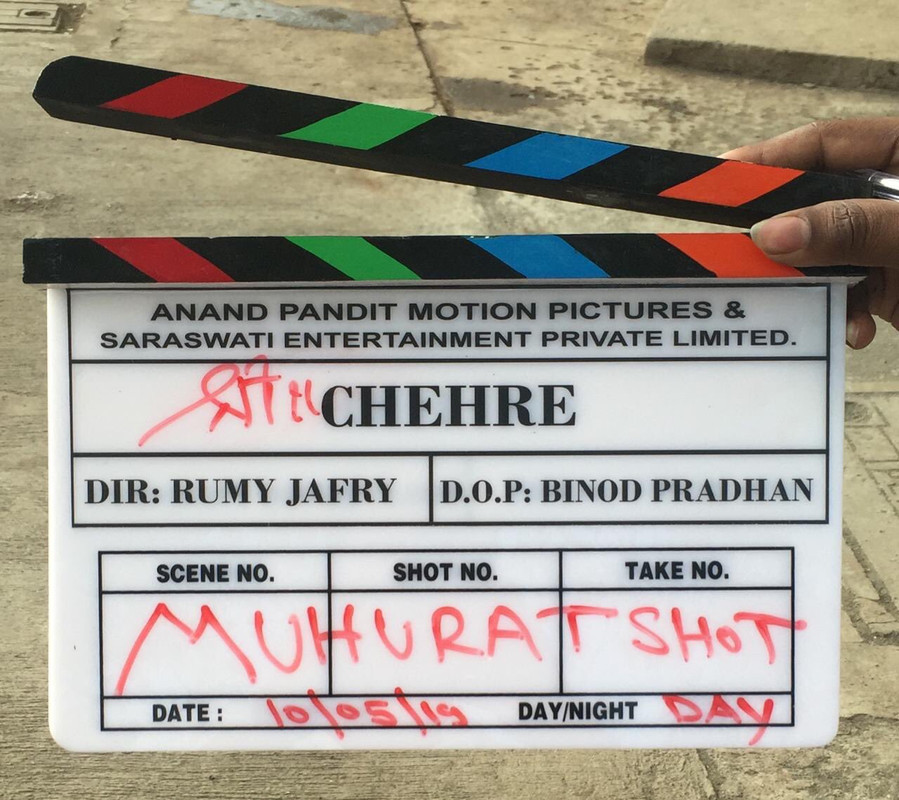 ANAND PANDIT MOTION PICTURES &
SARASWATI ENTERTAINMENT PRIVATE LIMITED.
CHEHRE
DIR: RUMY JAFRY D.O.P: BINOD PRADHAN
SCENE NO. SHOT NO. TAKE NO.
MUHURAT SHOT
DATE : 10/05/19 DAY/NIGHT DAY